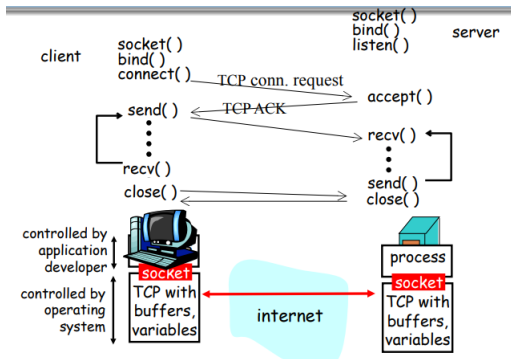 socket( )
bind( )
listen( )
server
client
socket( )
bind( )
connect( )
TCP conn. request
accept( )
send( )
TCP ACK
recv( )
recv( )
send( )
close( )
close( )
controlled by
application
developer
process
socket
socket
controlled by
operating
system
TCP with
buffers,
variables
internet
TCP with
buffers,
variables